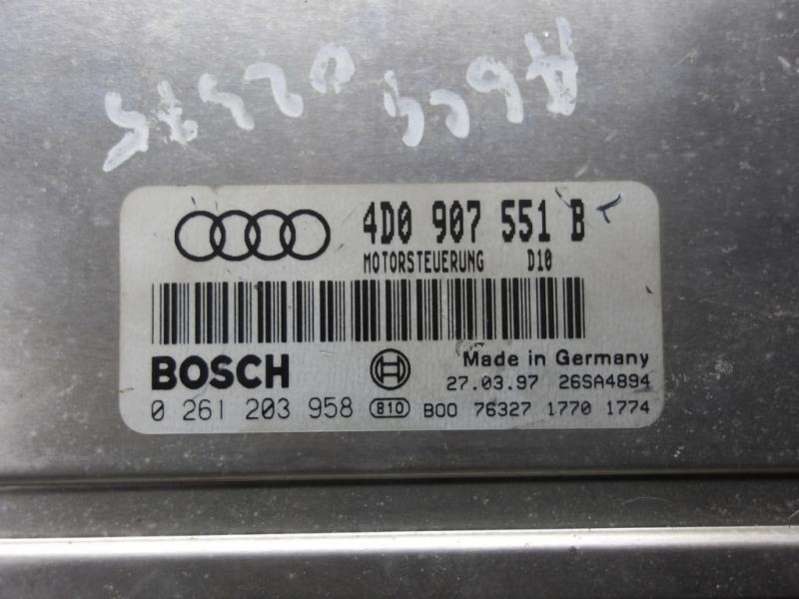 4D0 907 551 B
MOTORSTEUERUNG D10
BOSCH
Made in Germany
27.03.97 26SA4894
0 261 203 958 B10 B00 76327 1770 1774